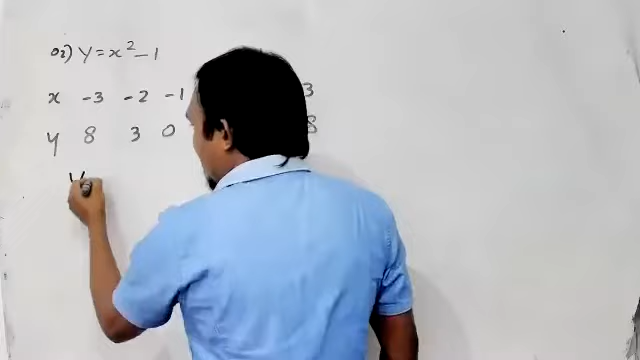 02) y = x² - 1
x -3 -2 -1 3
y 8 3 0 8
y